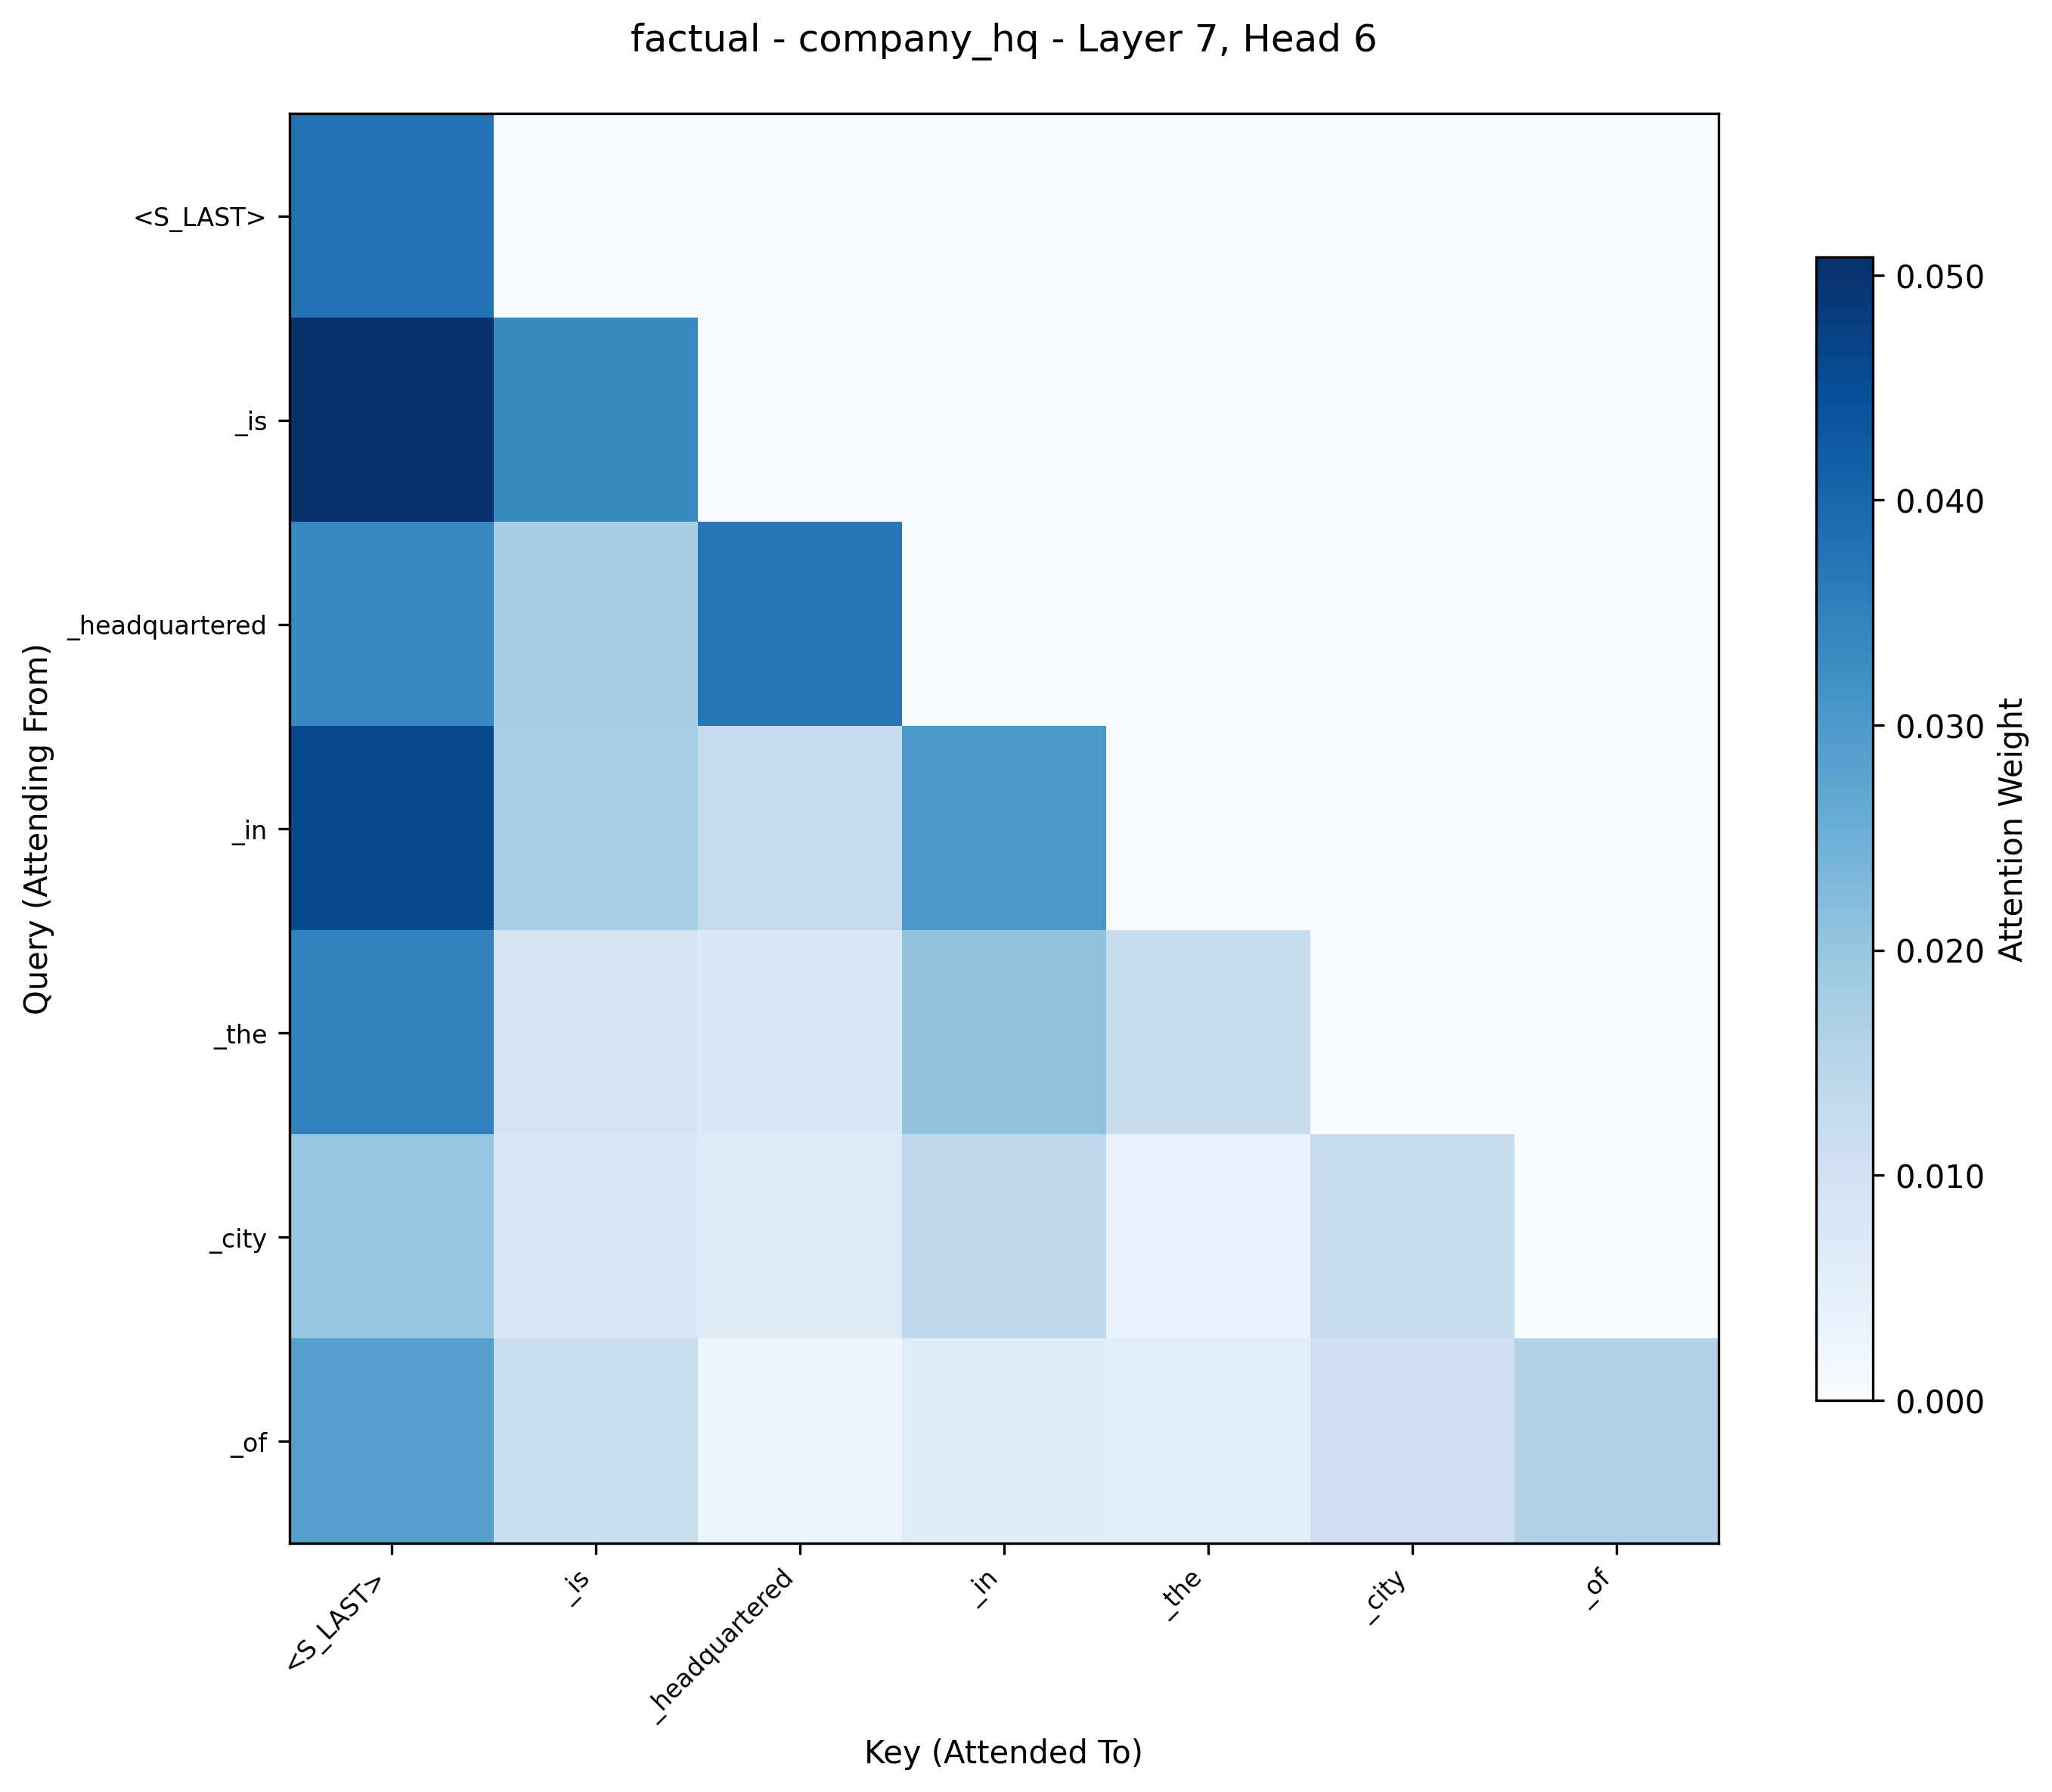 factual - company_hq - Layer 7, Head 6
<S_LAST>
_is
_headquartered
_in
_the
_city
_of
Query (Attending From)
<S_LAST>
_is
_headquartered
_in
_the
_city
_of
Key (Attended To)
0.050
0.040
0.030
0.020
0.010
0.000
Attention Weight